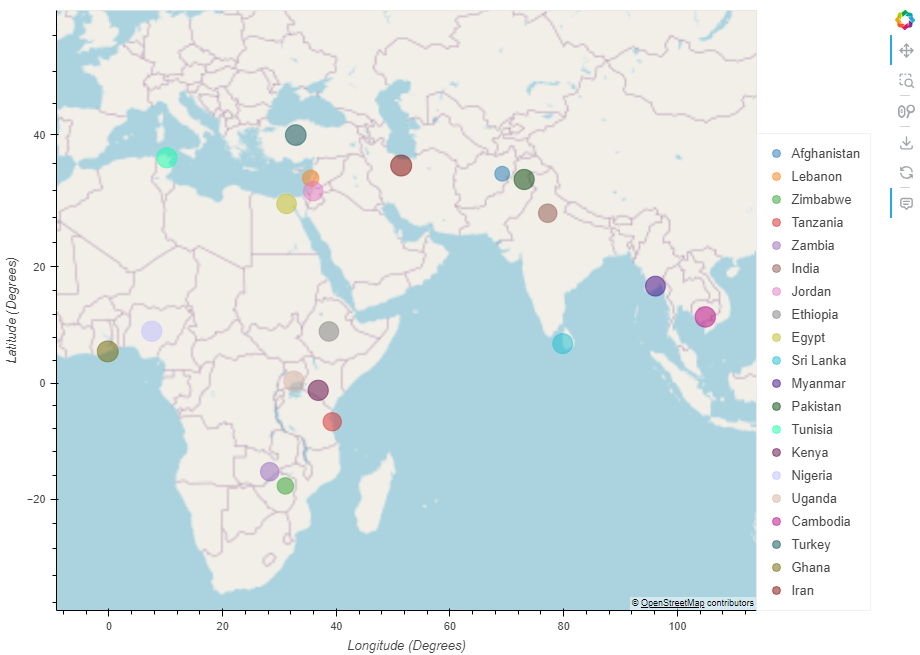 40
20
0
−20
Latitude (Degrees)
0
20
40
60
80
100
Longitude (Degrees)
© OpenStreetMap contributors
Afghanistan
Lebanon
Zimbabwe
Tanzania
Zambia
India
Jordan
Ethiopia
Egypt
Sri Lanka
Myanmar
Pakistan
Tunisia
Kenya
Nigeria
Uganda
Cambodia
Turkey
Ghana
Iran